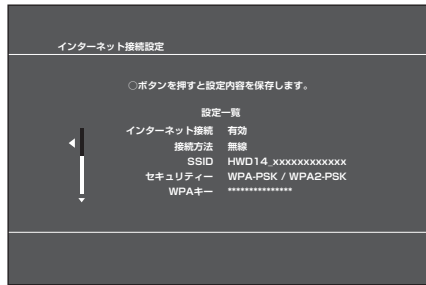 インターネット接続設定
○ボタンを押すと設定内容を保存します。
設定一覧
インターネット接続 有効
接続方法 無線
SSID HWD14_xxxxxxxxxxxx
セキュリティー WPA-PSK / WPA2-PSK
WPAキー ***************